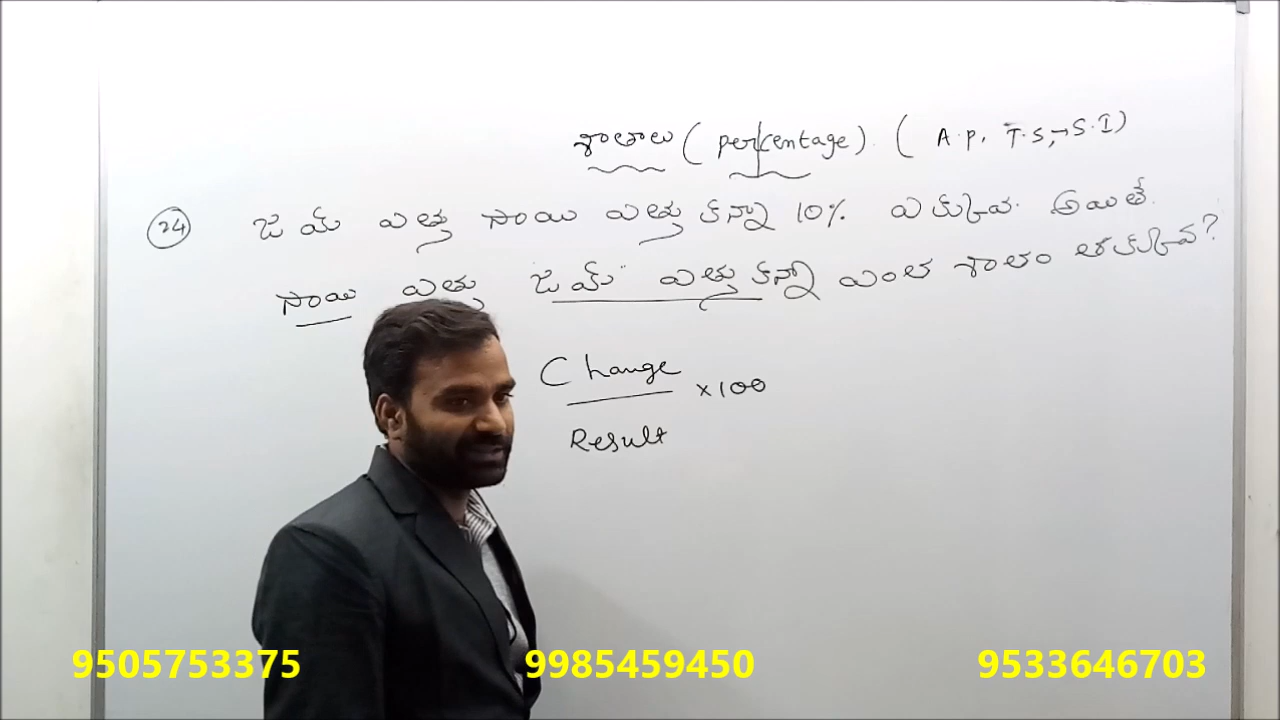 శాతాలు ( percentage ) ( A.P, T.S, → S.I )
24 జయ్ ఎత్తు సాయి ఎత్తు కన్నా 10% ఎక్కువ అయితే
సాయి ఎత్తు జయ్ ఎత్తు కన్నా ఎంత శాతం తక్కువ?
Change
× 100
Result
9505753375 9985459450 9533646703